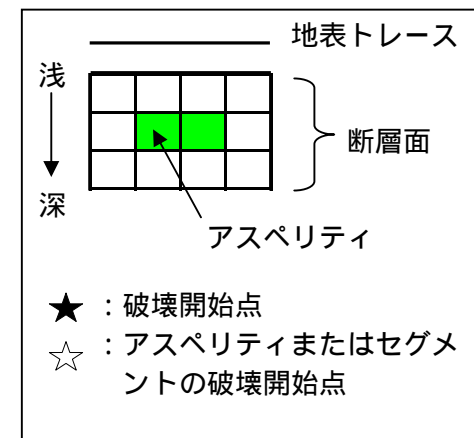 地表トレース
浅
断層面
深
アスペリティ
★：破壊開始点
☆：アスペリティまたはセグメ
ントの破壊開始点